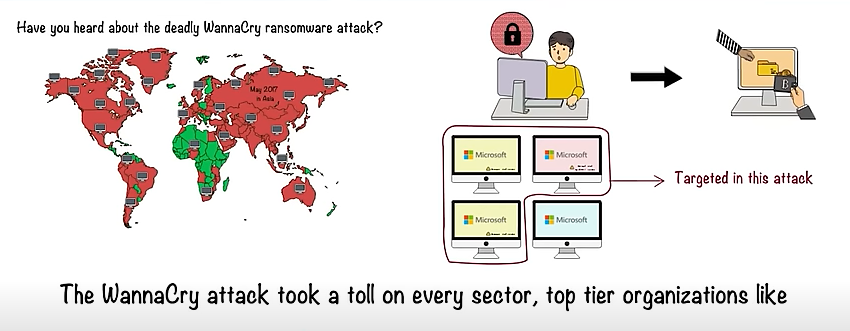 Have you heard about the deadly WannaCry ransomware attack?
May 2017
in Asia
Microsoft
Microsoft
Targeted in this attack
Microsoft
Microsoft
The WannaCry attack took a toll on every sector, top tier organizations like